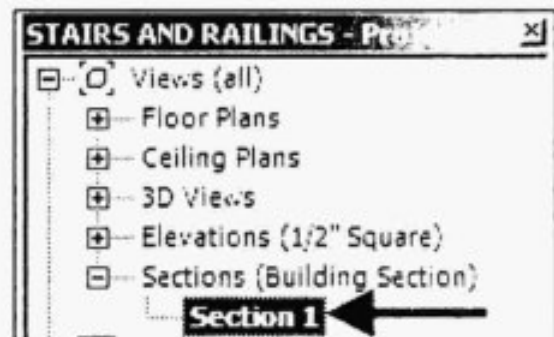 STAIRS AND RAILINGS - Pro
Views (all)
Floor Plans
Ceiling Plans
3D Views
Elevations (1/2" Square)
Sections (Building Section)
Section 1